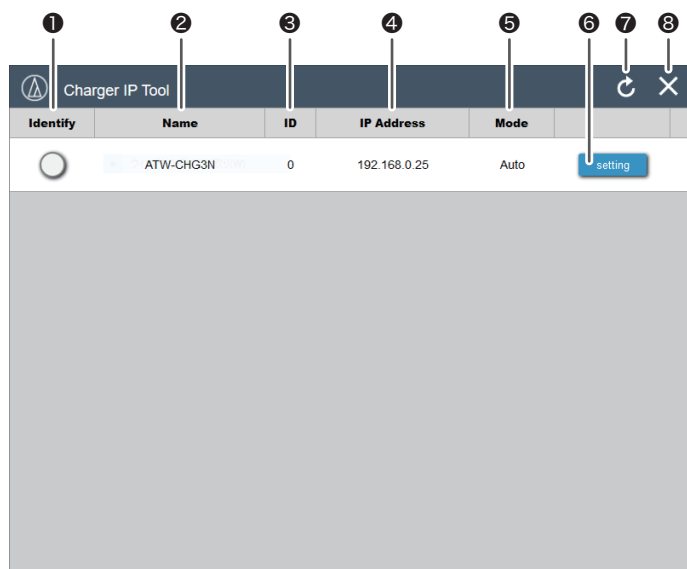 ❶ ❷ ❸ ❹ ❺ ❻ ❼ ❽
Charger IP Tool
Identify Name ID IP Address Mode
ATW-CHG3N 0 192.168.0.25 Auto setting